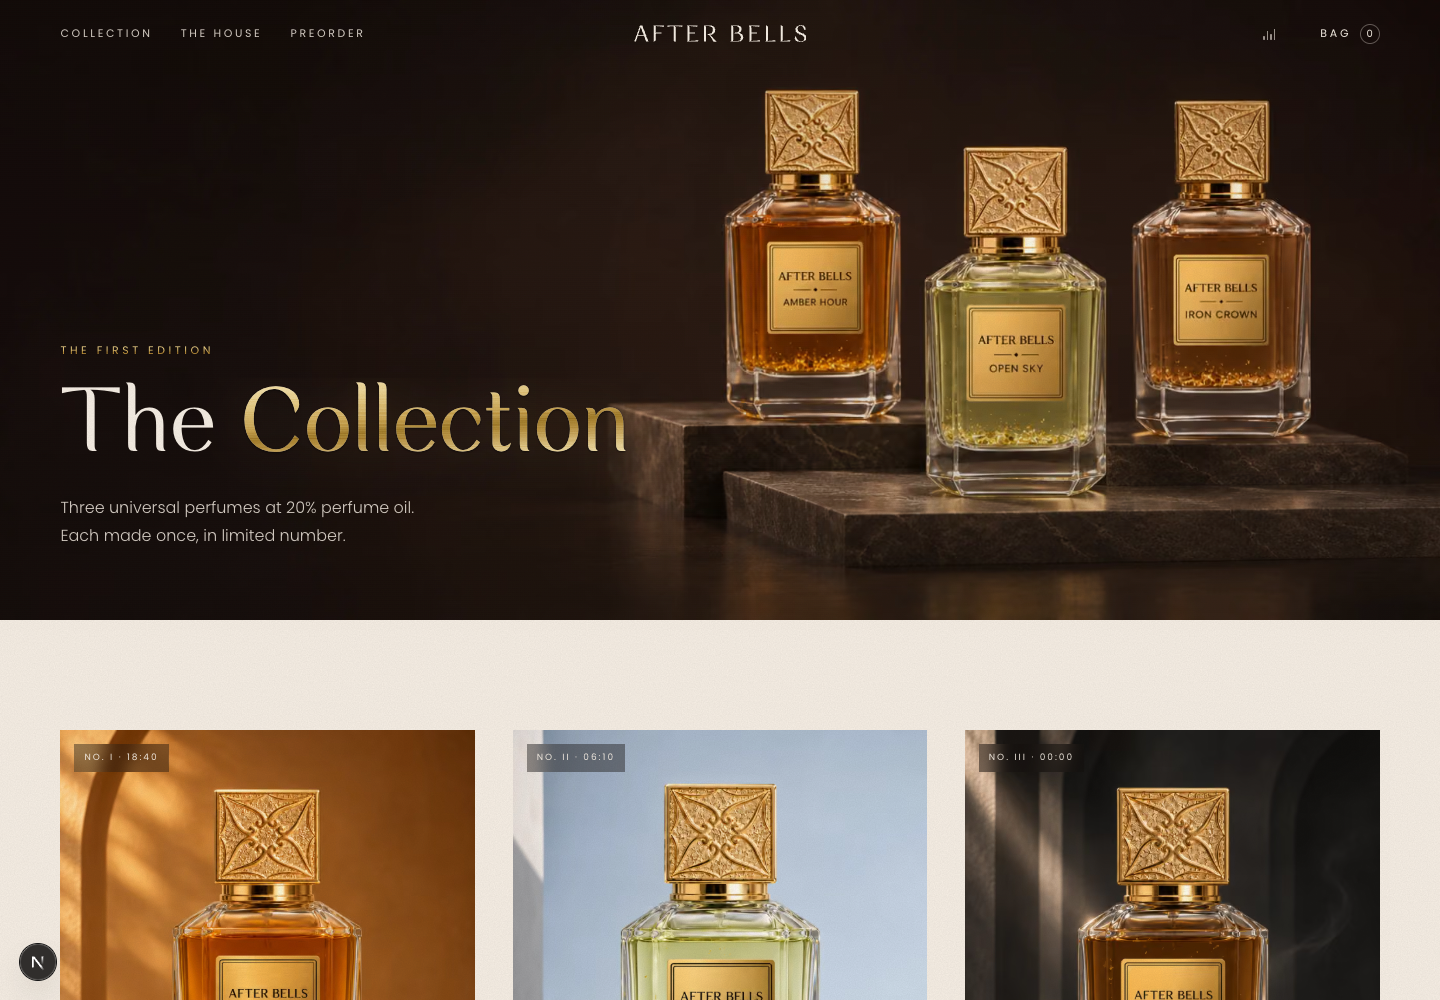 COLLECTION THE HOUSE PREORDER AFTER BELLS BAG 0
AFTER BELLS
AMBER HOUR
AFTER BELLS
OPEN SKY
AFTER BELLS
IRON CROWN
THE FIRST EDITION
The Collection
Three universal perfumes at 20% perfume oil.
Each made once, in limited number.
NO. I · 18:40
NO. II · 06:10
NO. III · 00:00
AFTER BELLS
AFTER BELLS
AFTER BELLS
N